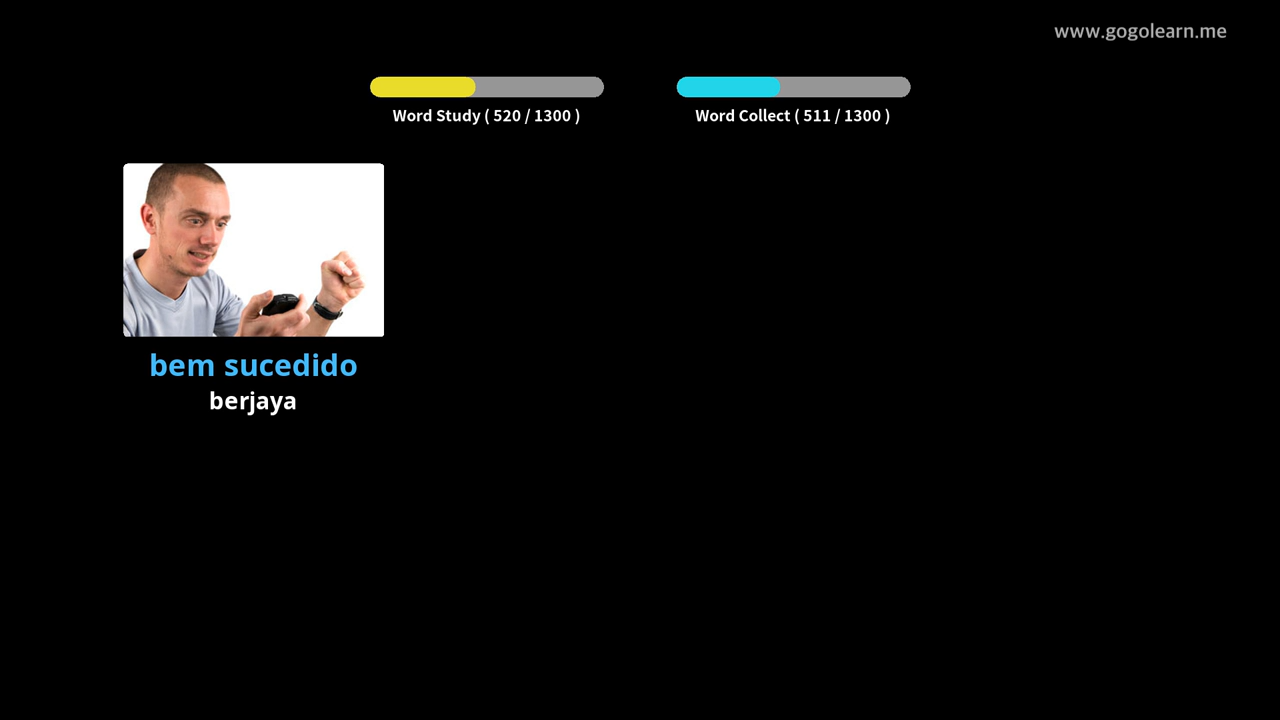 www.gogolearn.me
Word Study ( 520 / 1300 )
Word Collect ( 511 / 1300 )
bem sucedido
berjaya